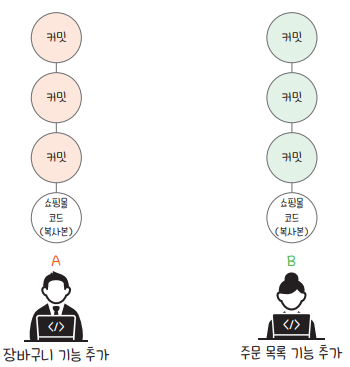 커밋
커밋
커밋
쇼핑몰
코드
(복사본)
A
</>
장바구니 기능 추가
커밋
커밋
커밋
쇼핑몰
코드
(복사본)
B
</>
주문 목록 기능 추가